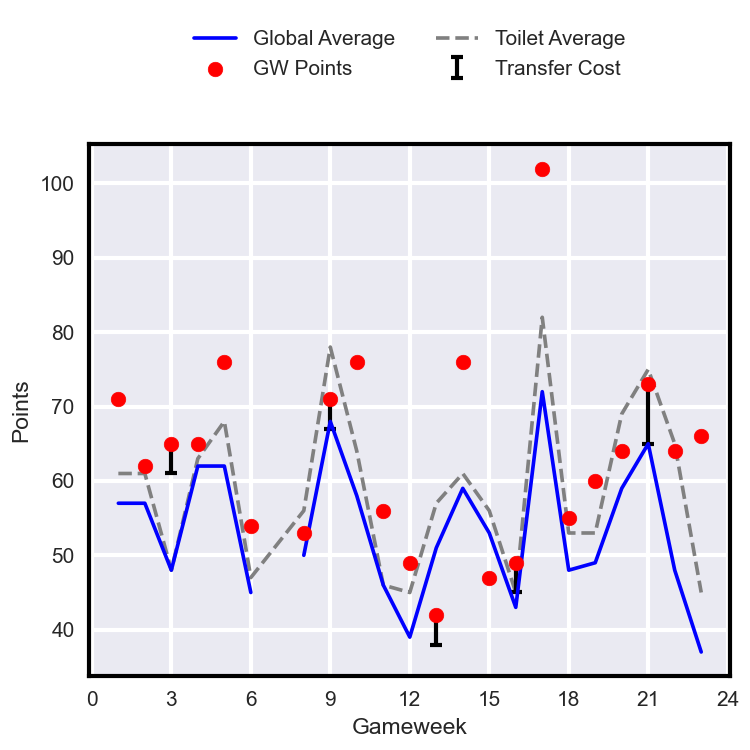 Global Average
Toilet Average
GW Points
Transfer Cost
100
90
80
70
60
50
40
Points
0 3 6 9 12 15 18 21 24
Gameweek